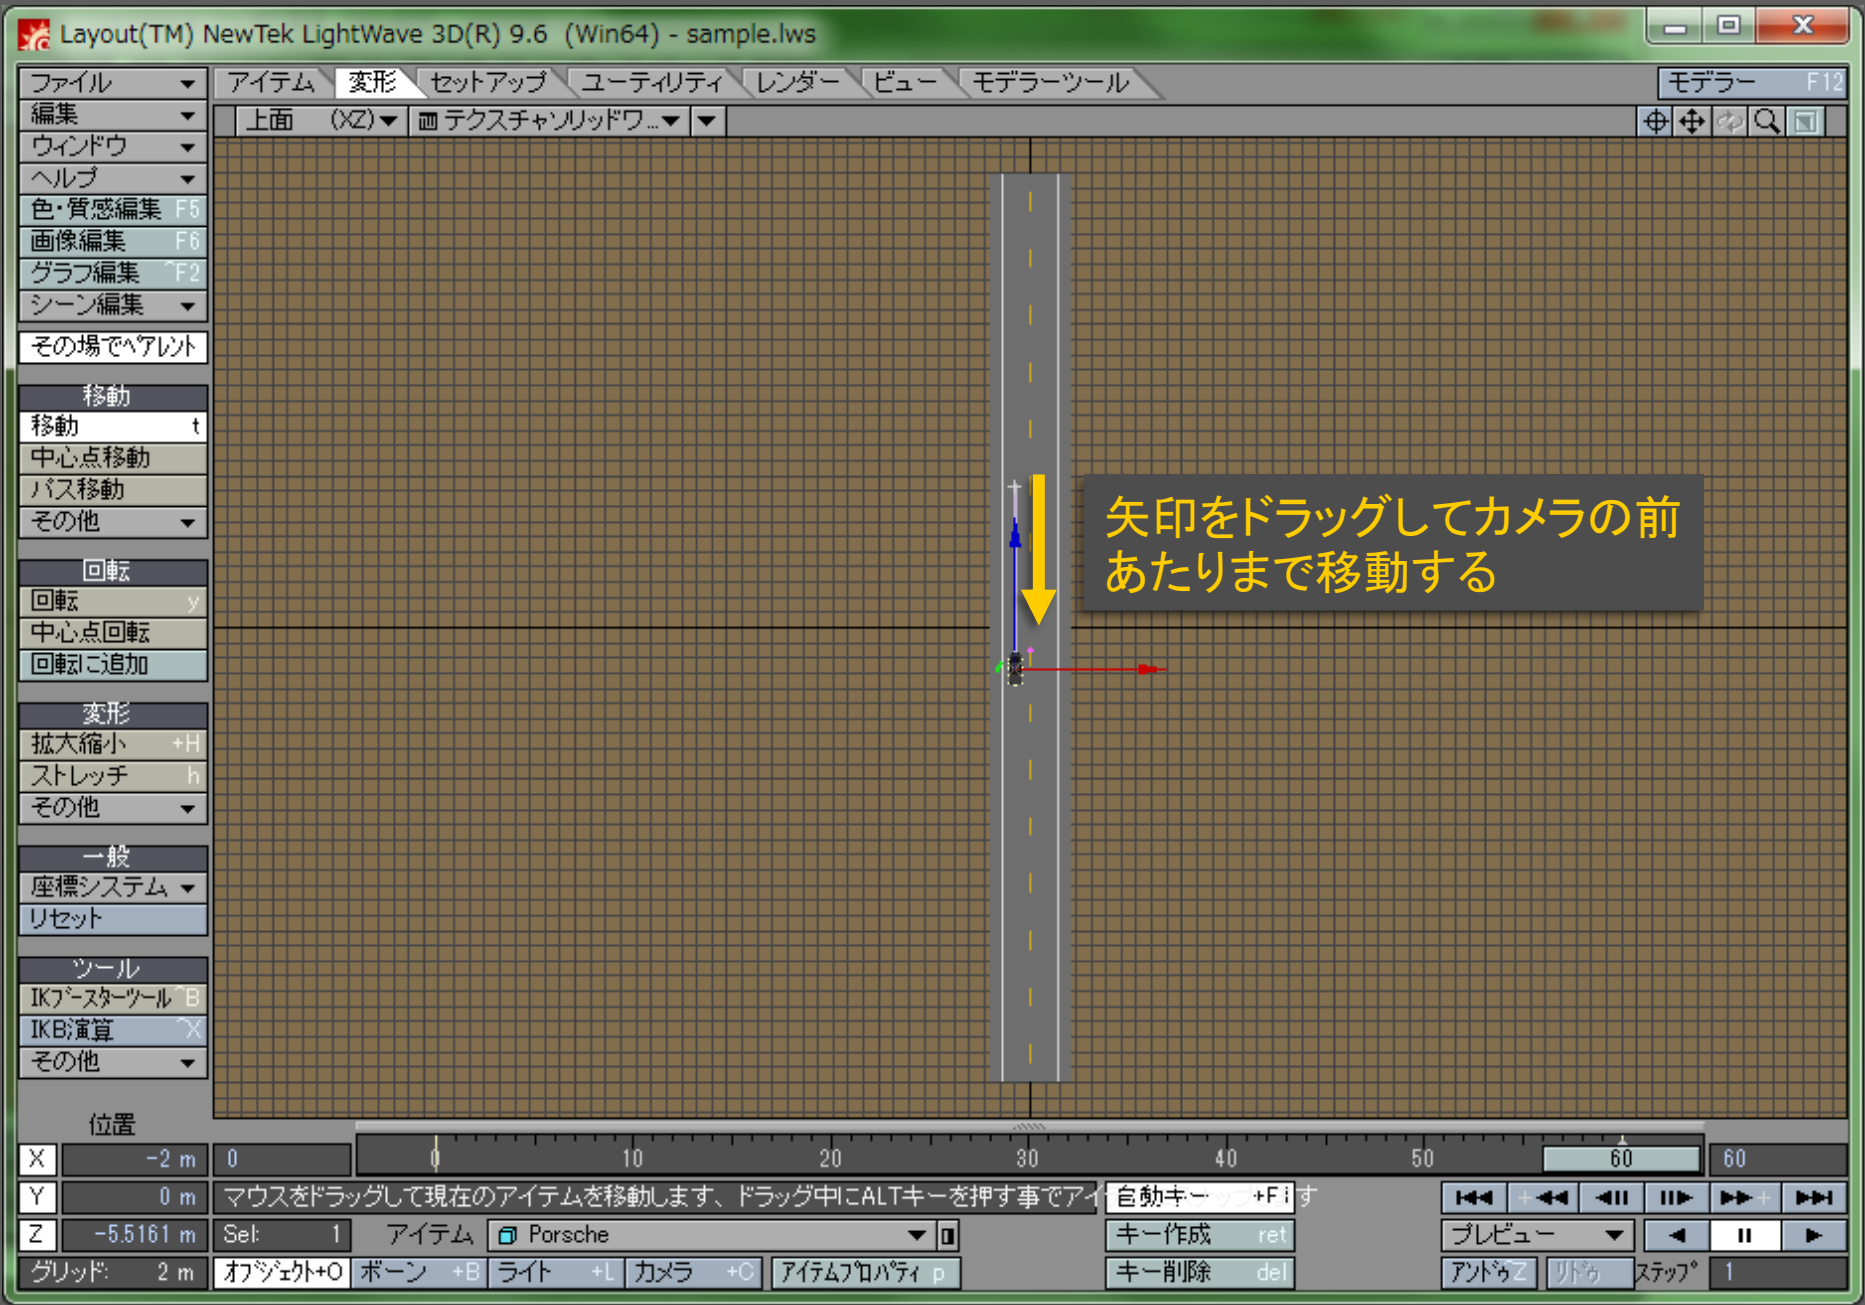 Layout(TM) NewTek LightWave 3D(R) 9.6 (Win64) - sample.lws
ファイル
アイテム 変形 セットアップ ユーティリティ レンダー ビュー モデラーツール
モデラー F12
編集
上面 (XZ) テクスチャソリッドワ...
ウィンドウ
ヘルプ
色・質感編集 F5
画像編集 F6
グラフ編集 ^F2
シーン編集
その場でペアレント
移動
移動 t
中心点移動
パス移動
その他
回転
回転 y
中心点回転
回転に追加
変形
拡大縮小 +H
ストレッチ h
その他
一般
座標システム
リセット
ツール
IKブースターツール ^B
IKB演算 ^X
その他
矢印をドラッグしてカメラの前
あたりまで移動する
位置
X -2 m 0
0 10 20 30 40 50 60
60
Y 0 m マウスをドラッグして現在のアイテムを移動します、ドラッグ中にALTキーを押す事でアイ
自動キー +F1
Z -5.5161 m Sel: 1 アイテム Porsche
キー作成 ret
プレビュー
グリッド: 2 m オブジェクト+O ボーン +B ライト +L カメラ +C アイテムプロパティ p
キー削除 del
アンドゥ Z リドゥ ステップ 1